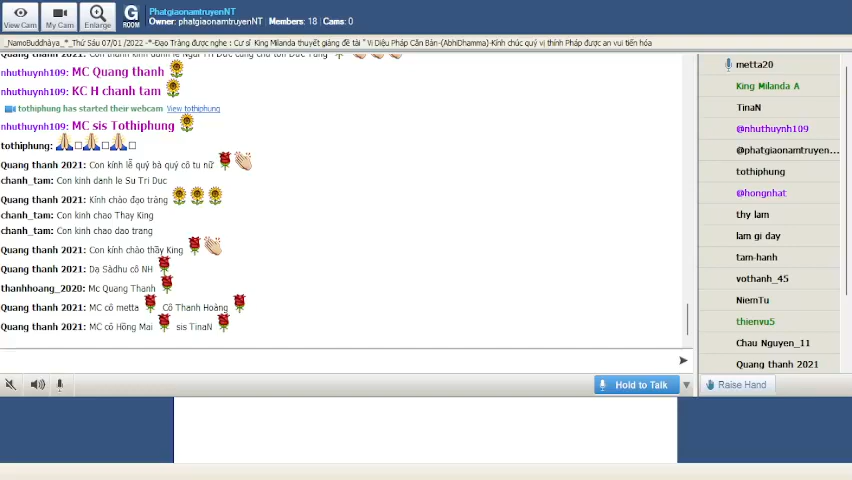 PhatgiaonamtruyenNT
Owner: phatgiaonamtruyenNT | Members: 18 | Cams: 0
View Cam
My Cam
Enlarge
G
ROOM
_NamoBuddhàya_*_Thứ Sáu 07/01 /2022 -*-Đạo Tràng được nghe : Cư sĩ King Milanda thuyết giảng đề tài " Vi Diệu Pháp Căn Bản-(AbhiDhamma)-Kính chúc quý vị thính Pháp được an vui tiến hóa
nhuthuynh109: MC Quang thanh
nhuthuynh109: KC H chanh tam
tothiphung has started their webcam View tothiphung
nhuthuynh109: MC sis Tothiphung
tothiphung:
Quang thanh 2021: Con kính lễ quý bà quý cô tu nữ
chanh_tam: Con kinh danh le Su Tri Duc
Quang thanh 2021: Kính chào đạo tràng
chanh_tam: Con kinh chao Thay King
chanh_tam: Con kinh chao dao trang
Quang thanh 2021: Con kính chào thầy King
Quang thanh 2021: Dạ Sàdhu cô NH
thanhhoang_2020: Mc Quang Thanh
Quang thanh 2021: MC cô metta Cô Thanh Hoàng
Quang thanh 2021: MC cô Hồng Mai sis TinaN
Hold to Talk
metta20
King Milanda A
TinaN
@nhuthuynh109
@phatgiaonamtruyen...
tothiphung
@hongnhat
thy lam
lam gi day
tam-hanh
vothanh_45
NiemTu
thienvu5
Chau Nguyen_11
Quang thanh 2021
Raise Hand